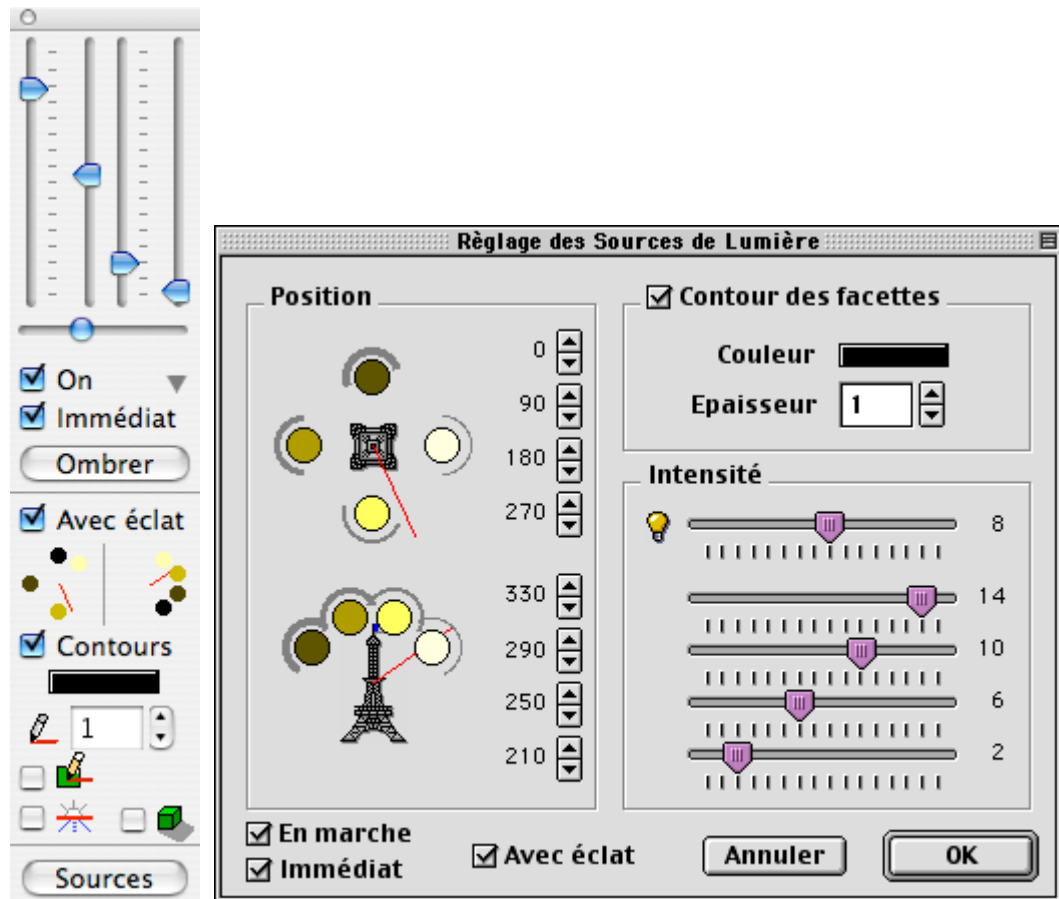 On
Immédiat
Ombrer
Avec éclat
Contours
1
Sources
Règlage des Sources de Lumière
Position
0
90
180
270
330
290
250
210
Contour des facettes
Couleur
Epaisseur 1
Intensité
8
14
10
6
2
En marche
Immédiat
Avec éclat
Annuler
OK